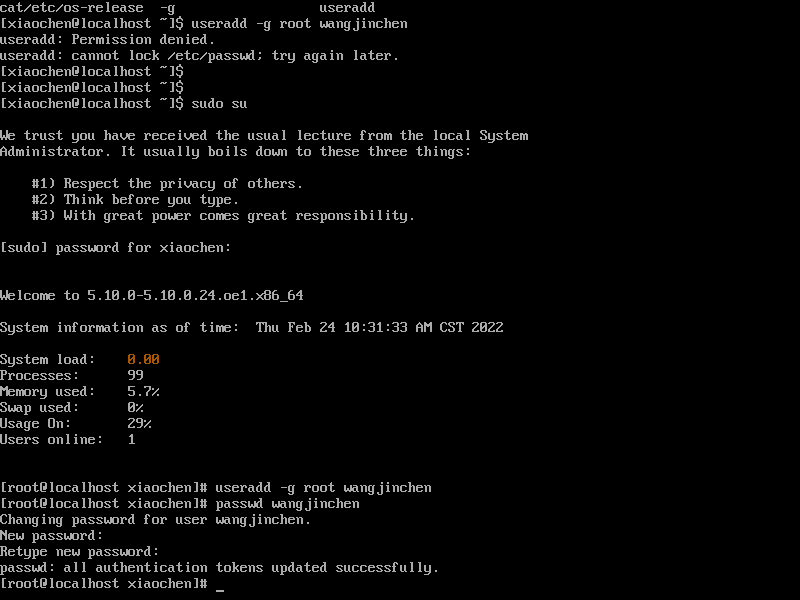 cat/etc/os-release  -g                  useradd
[xiaochen@localhost ~]$ useradd -g root wangjinchen
useradd: Permission denied.
useradd: cannot lock /etc/passwd; try again later.
[xiaochen@localhost ~]$
[xiaochen@localhost ~]$
[xiaochen@localhost ~]$ sudo su
We trust you have received the usual lecture from the local System
Administrator. It usually boils down to these three things:
    #1) Respect the privacy of others.
    #2) Think before you type.
    #3) With great power comes great responsibility.
[sudo] password for xiaochen:
Welcome to 5.10.0-5.10.0.24.oe1.x86_64
System information as of time:  Thu Feb 24 10:31:33 AM CST 2022
System load:    0.00
Processes:      99
Memory used:    5.7%
Swap used:      0%
Usage On:       29%
Users online:   1
[root@localhost xiaochen]# useradd -g root wangjinchen
[root@localhost xiaochen]# passwd wangjinchen
Changing password for user wangjinchen.
New password:
Retype new password:
passwd: all authentication tokens updated successfully.
[root@localhost xiaochen]# _